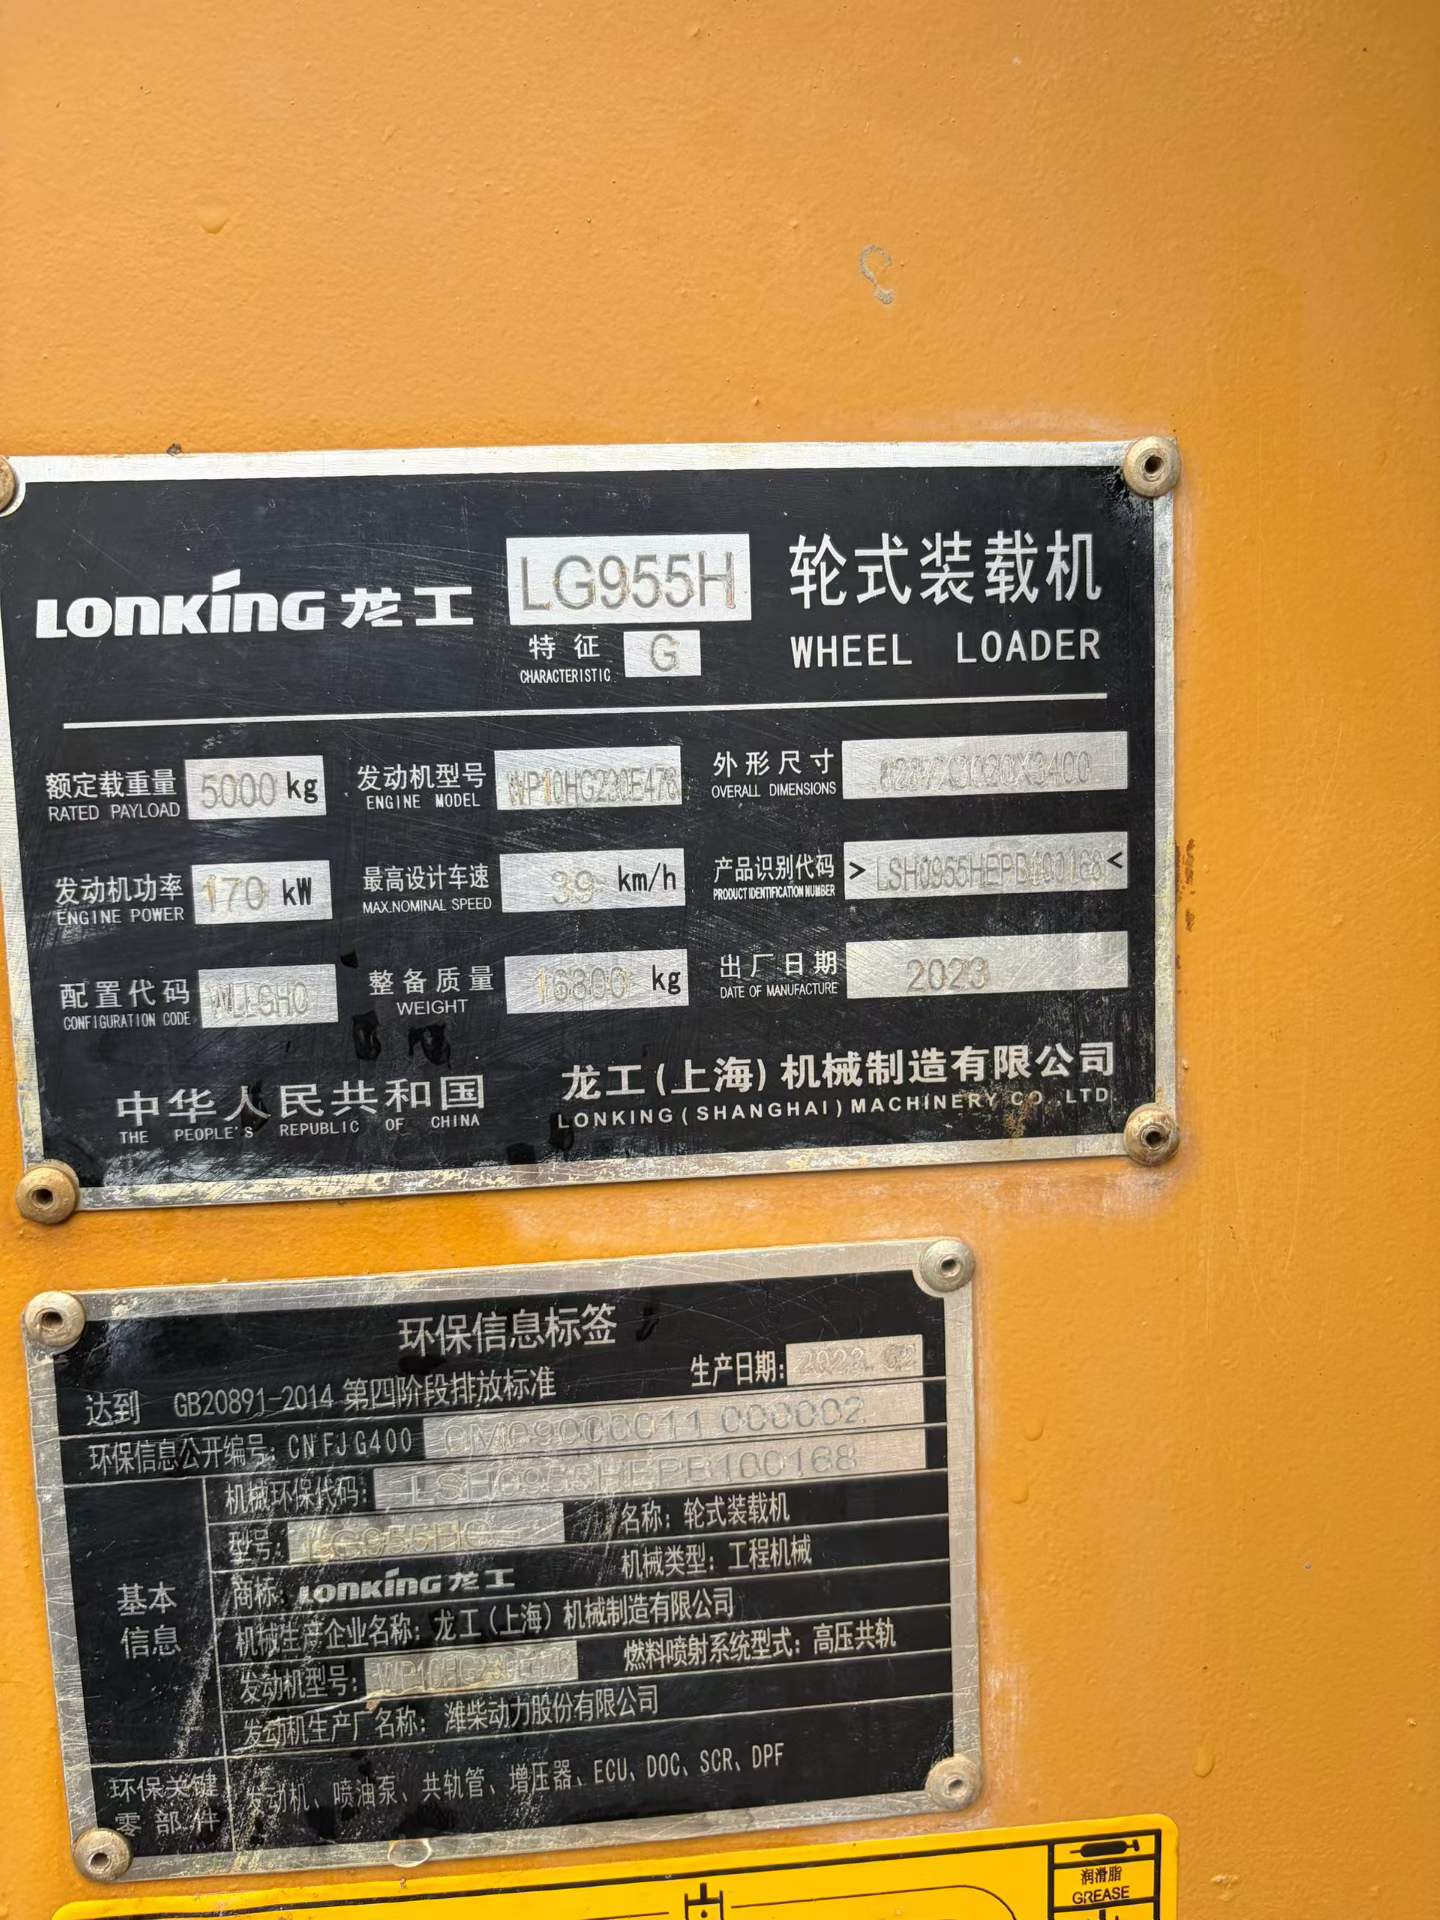 LONKING 龙工 LG955H 轮式装载机
特征 G WHEEL LOADER
CHARACTERISTIC
额定载重量 5000 kg 发动机型号 WP10HG230E476 外形尺寸
RATED PAYLOAD ENGINE MODEL OVERALL DIMENSIONS
发动机功率 170 kW 最高设计车速 39 km/h 产品识别代码 >LSH0955HEPB100168<
ENGINE POWER MAX.NOMINAL SPEED PRODUCT IDENTIFICATION NUMBER
配置代码 整备质量 kg 出厂日期 2023
CONFIGURATION CODE WEIGHT DATE OF MANUFACTURE
中华人民共和国 龙工(上海)机械制造有限公司
THE PEOPLE'S REPUBLIC OF CHINA LONKING(SHANGHAI)MACHINERY CO.,LTD
环保信息标签
达到 GB20891-2014 第四阶段排放标准 生产日期: 2023.02
环保信息公开编号: CN FJ G400 000002
机械环保代码: LSH0955HEPB100168
型号: 名称: 轮式装载机
商标: LONKING 龙工 机械类型: 工程机械
基本信息
机械生产企业名称: 龙工(上海)机械制造有限公司
发动机型号: 燃料喷射系统型式: 高压共轨
发动机生产厂名称: 潍柴动力股份有限公司
环保关键零部件 发动机、喷油泵、共轨管、增压器、ECU、DOC、SCR、DPF
润滑脂
GREASE